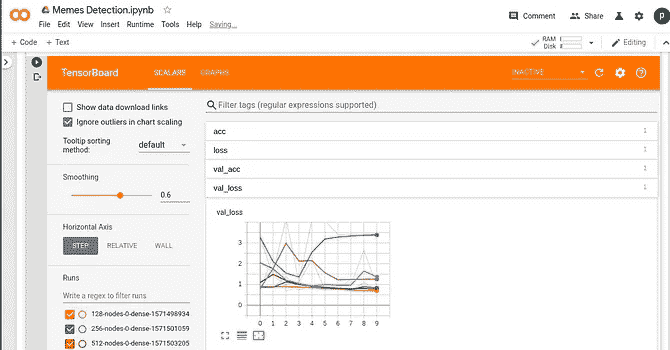 Memes Detection.ipynb
File Edit View Insert Runtime Tools Help Saving...
Comment Share p
+ Code + Text
RAM
Disk
Editing
TensorBoard SCALARS GRAPHS INACTIVE
Show data download links
Ignore outliers in chart scaling
Tooltip sorting method: default
Smoothing
0.6
Horizontal Axis
STEP RELATIVE WALL
Runs
Write a regex to filter runs
128-nodes-0-dense-1571498934
256-nodes-0-dense-1571501059
512-nodes-0-dense-1571503205
Filter tags (regular expressions supported)
acc 1
loss 1
val_acc 1
val_loss 1
val_loss
3
2
1
0
0 1 2 3 4 5 6 7 8 9